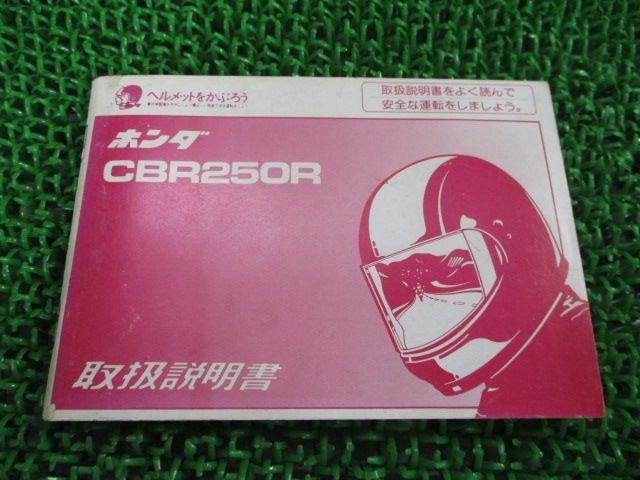 ヘルメットをかぶろう
取扱説明書をよく読んで
安全な運転をしましょう。
ホンダ
CBR250R
取扱説明書